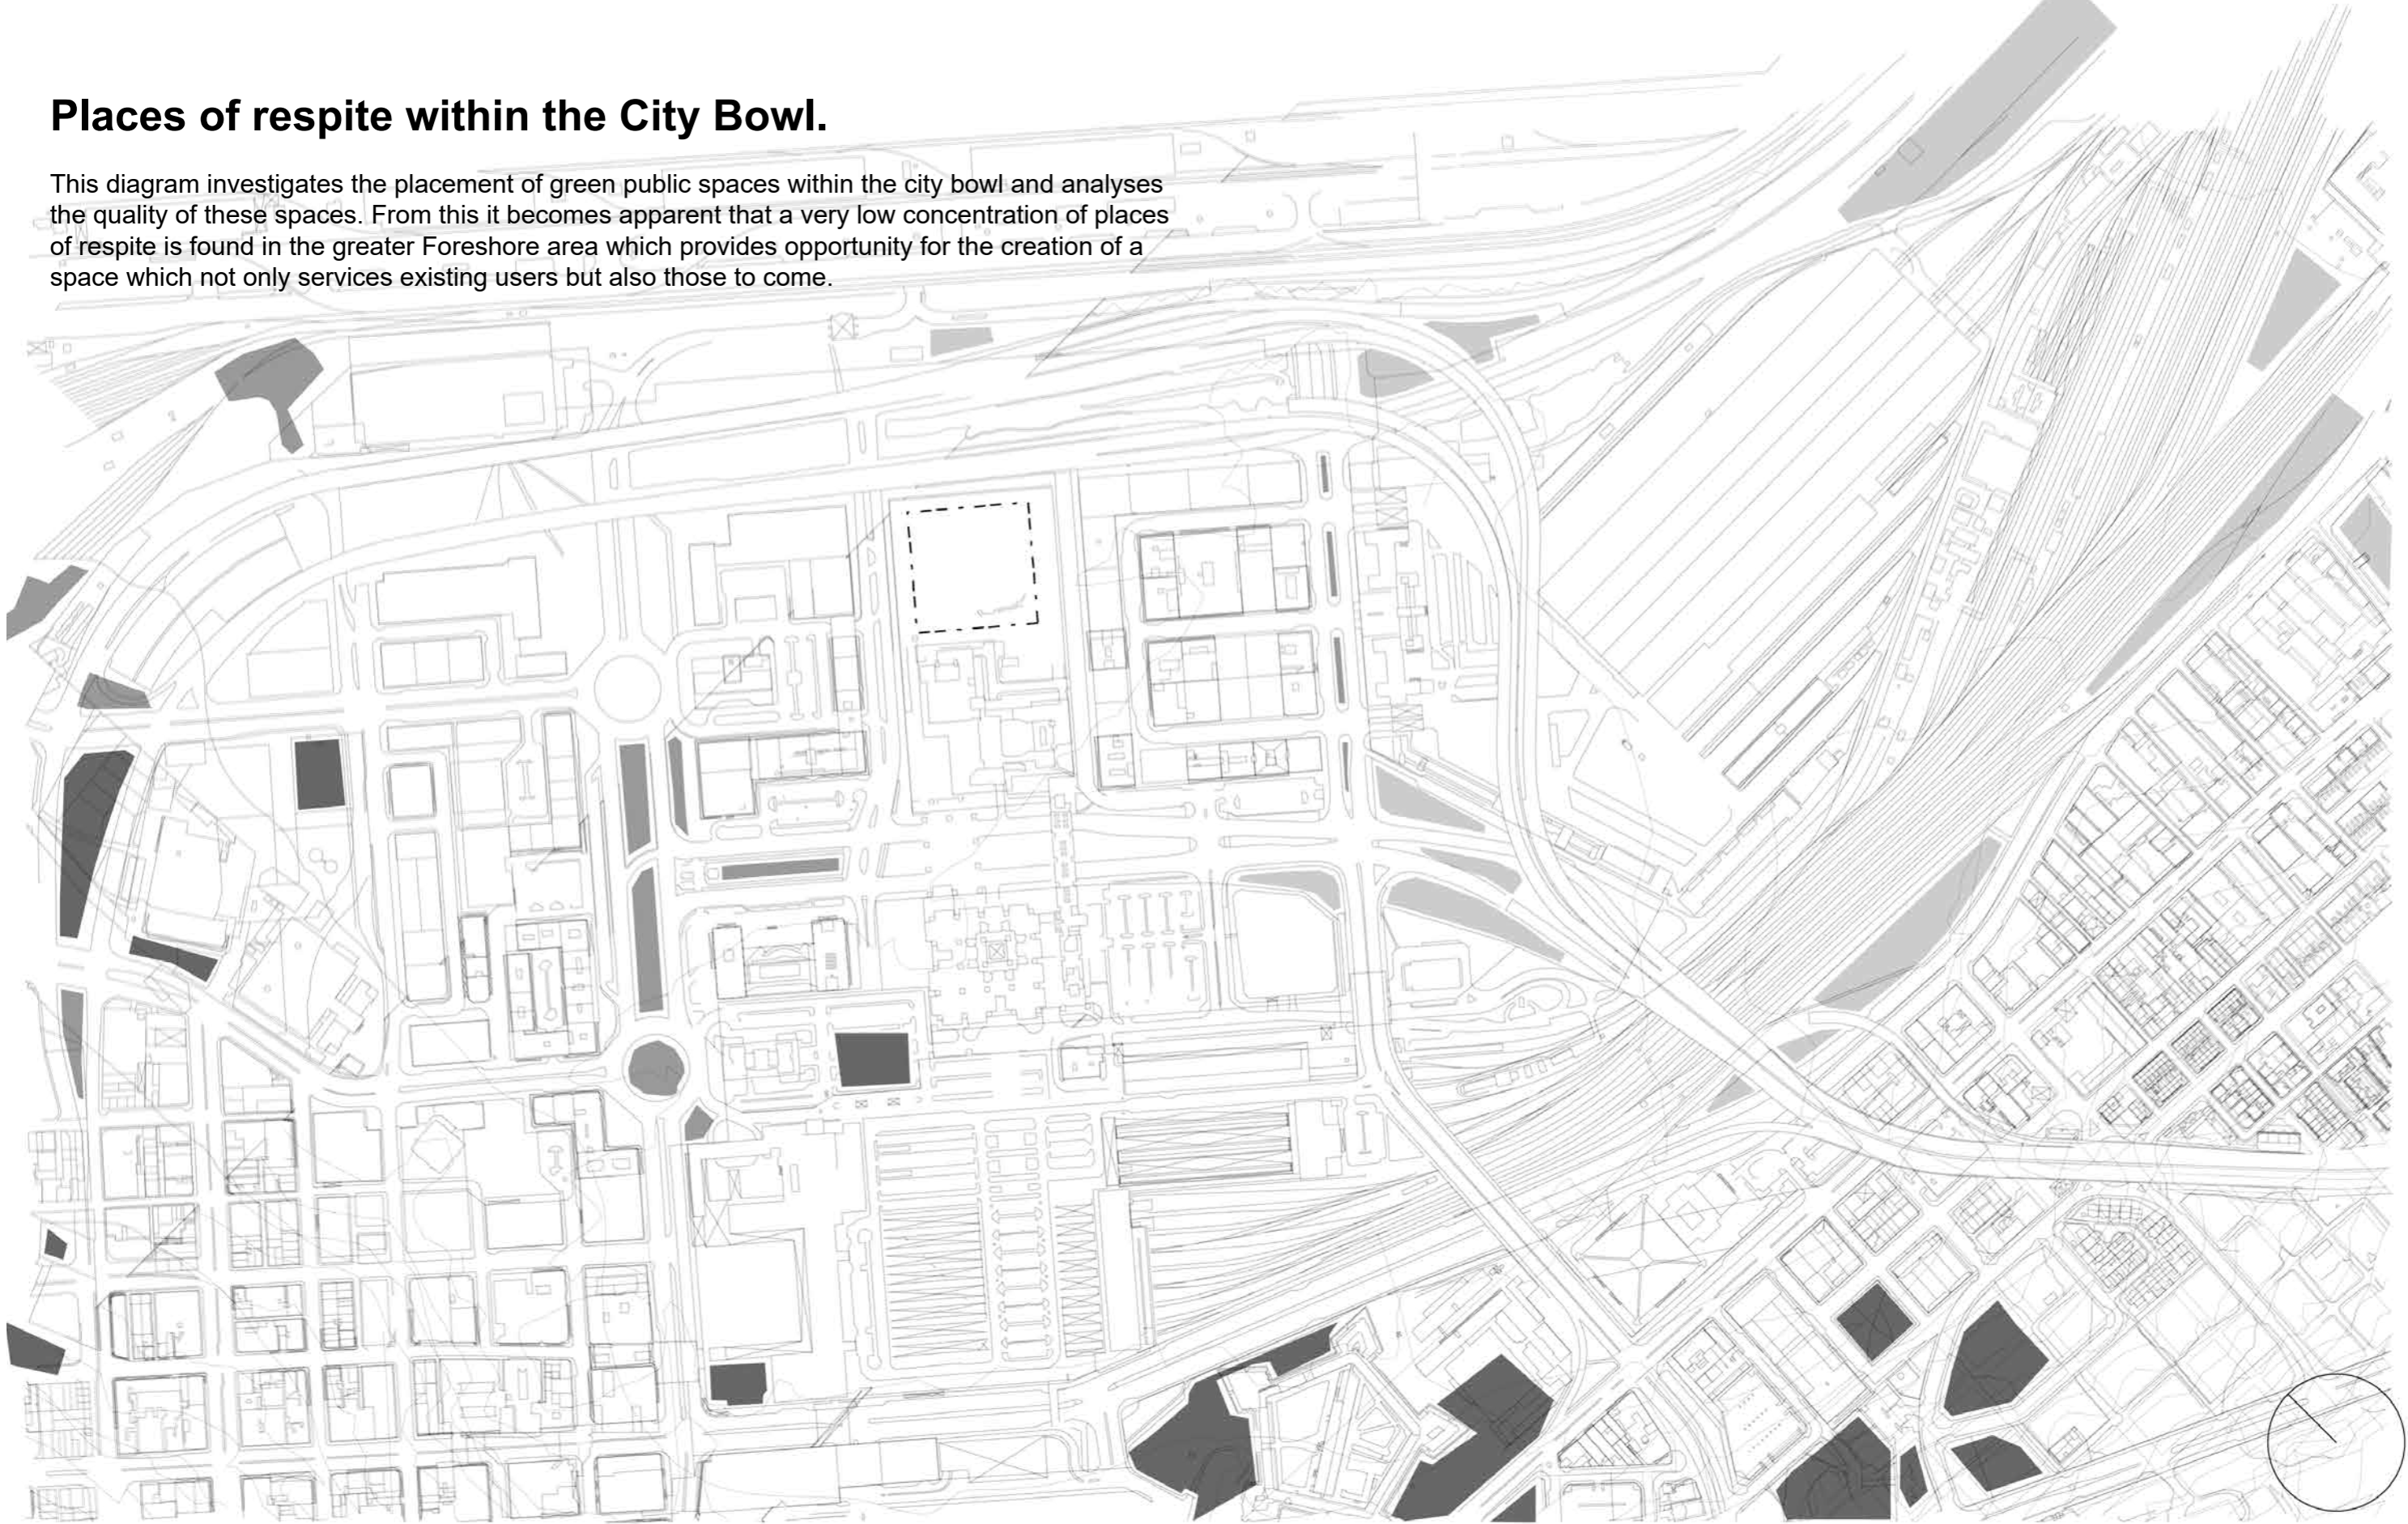 Places of respite within the City Bowl.
This diagram investigates the placement of green public spaces within the city bowl and analyses
the quality of these spaces. From this it becomes apparent that a very low concentration of places
of respite is found in the greater Foreshore area which provides opportunity for the creation of a
space which not only services existing users but also those to come.